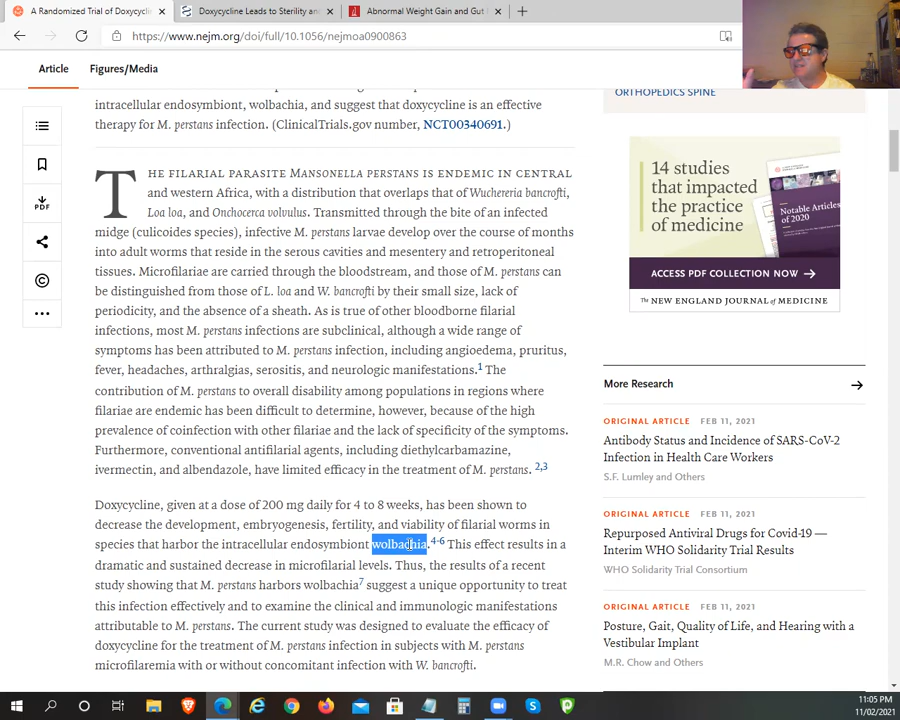 A Randomized Trial of Doxycyclin
Doxycycline Leads to Sterility and
Abnormal Weight Gain and Gut
https://www.nejm.org/doi/full/10.1056/nejmoa0900863
Article
Figures/Media
intracellular endosymbiont, wolbachia, and suggest that doxycycline is an effective
therapy for M. perstans infection. (ClinicalTrials.gov number, NCT00340691.)
THE FILARIAL PARASITE MANSONELLA PERSTANS IS ENDEMIC IN CENTRAL
and western Africa, with a distribution that overlaps that of Wuchereria bancrofti,
Loa loa, and Onchocerca volvulus. Transmitted through the bite of an infected
midge (culicoides species), infective M. perstans larvae develop over the course of months
into adult worms that reside in the serous cavities and mesentery and retroperitoneal
tissues. Microfilariae are carried through the bloodstream, and those of M. perstans can
be distinguished from those of L. loa and W. bancrofti by their small size, lack of
periodicity, and the absence of a sheath. As is true of other bloodborne filarial
infections, most M. perstans infections are subclinical, although a wide range of
symptoms has been attributed to M. perstans infection, including angioedema, pruritus,
fever, headaches, arthralgias, serositis, and neurologic manifestations.1 The
contribution of M. perstans to overall disability among populations in regions where
filariae are endemic has been difficult to determine, however, because of the high
prevalence of coinfection with other filariae and the lack of specificity of the symptoms.
Furthermore, conventional antifilarial agents, including diethylcarbamazine,
ivermectin, and albendazole, have limited efficacy in the treatment of M. perstans. 2,3
Doxycycline, given at a dose of 200 mg daily for 4 to 8 weeks, has been shown to
decrease the development, embryogenesis, fertility, and viability of filarial worms in
species that harbor the intracellular endosymbiont wolbachia.4-6 This effect results in a
dramatic and sustained decrease in microfilarial levels. Thus, the results of a recent
study showing that M. perstans harbors wolbachia7 suggest a unique opportunity to treat
this infection effectively and to examine the clinical and immunologic manifestations
attributable to M. perstans. The current study was designed to evaluate the efficacy of
doxycycline for the treatment of M. perstans infection in subjects with M. perstans
microfilaremia with or without concomitant infection with W. bancrofti.
PDF
ORTHOPEDICS SPINE
14 studies
that impacted
the practice
of medicine
Notable Articles
of 2020
ACCESS PDF COLLECTION NOW
The NEW ENGLAND JOURNAL of MEDICINE
More Research
ORIGINAL ARTICLE FEB 11, 2021
Antibody Status and Incidence of SARS-CoV-2
Infection in Health Care Workers
S.F. Lumley and Others
ORIGINAL ARTICLE FEB 11, 2021
Repurposed Antiviral Drugs for Covid-19 —
Interim WHO Solidarity Trial Results
WHO Solidarity Trial Consortium
ORIGINAL ARTICLE FEB 11, 2021
Posture, Gait, Quality of Life, and Hearing with a
Vestibular Implant
M.R. Chow and Others
11:05 PM
11/02/2021